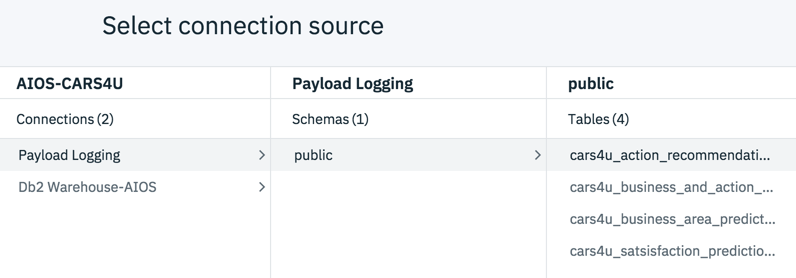 Select connection source
AIOS-CARS4U
Payload Logging
public
Connections (2)
Schemas (1)
Tables (4)
Payload Logging
public
cars4u_action_recommendati...
Db2 Warehouse-AIOS
cars4u_business_and_action_...
cars4u_business_area_predict...
cars4u_satsisfaction_predictio...